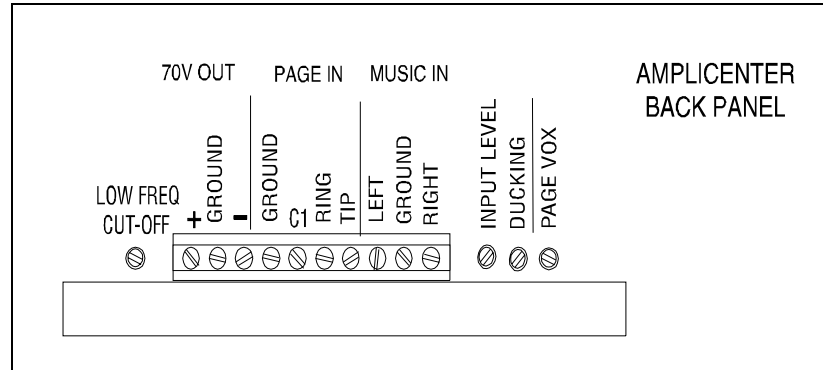 70V OUT
PAGE IN
MUSIC IN
AMPLICENTER
BACK PANEL
LOW FREQ
CUT-OFF
+
GROUND
-
GROUND
C1
RING
TIP
LEFT
GROUND
RIGHT
INPUT LEVEL
DUCKING
PAGE VOX